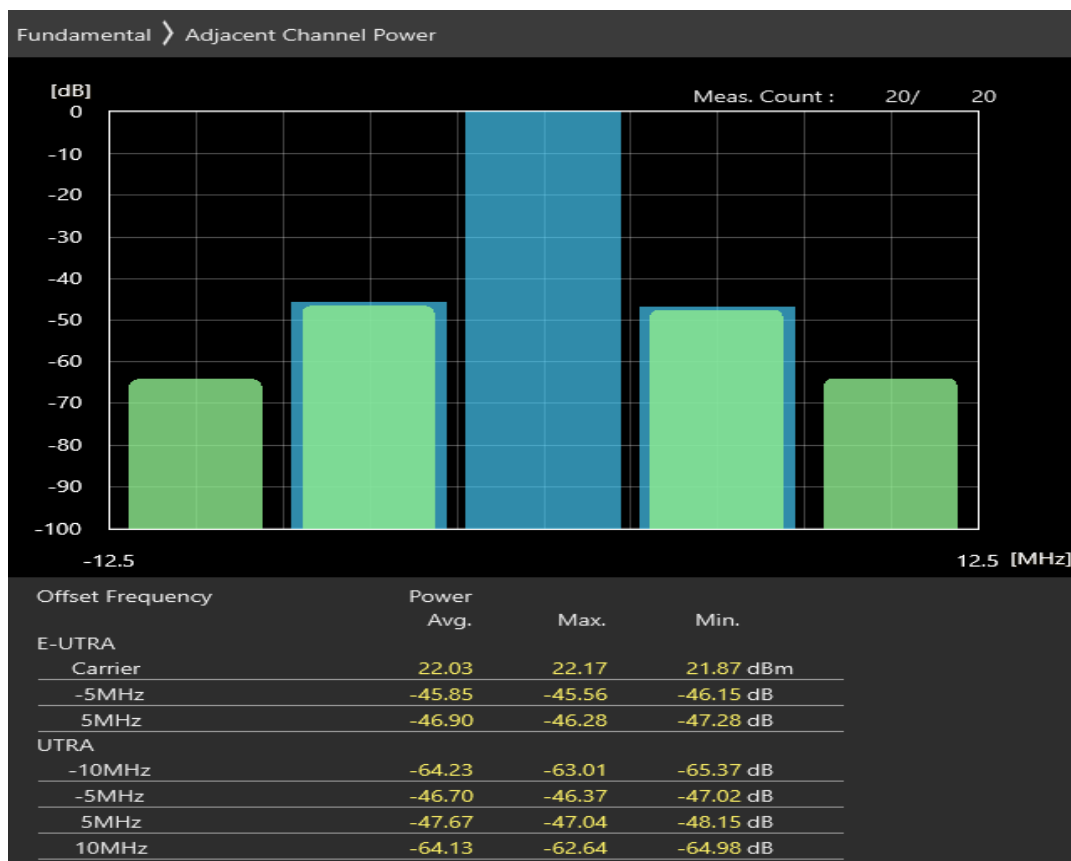 Fundamental ❯ Adjacent Channel Power
[dB]
Meas. Count : 20/ 20
0
-10
-20
-30
-40
-50
-60
-70
-80
-90
-100
-12.5 12.5 [MHz]
Offset Frequency Power
Avg. Max. Min.
E-UTRA
Carrier 22.03 22.17 21.87 dBm
-5MHz -45.85 -45.56 -46.15 dB
5MHz -46.90 -46.28 -47.28 dB
UTRA
-10MHz -64.23 -63.01 -65.37 dB
-5MHz -46.70 -46.37 -47.02 dB
5MHz -47.67 -47.04 -48.15 dB
10MHz -64.13 -62.64 -64.98 dB